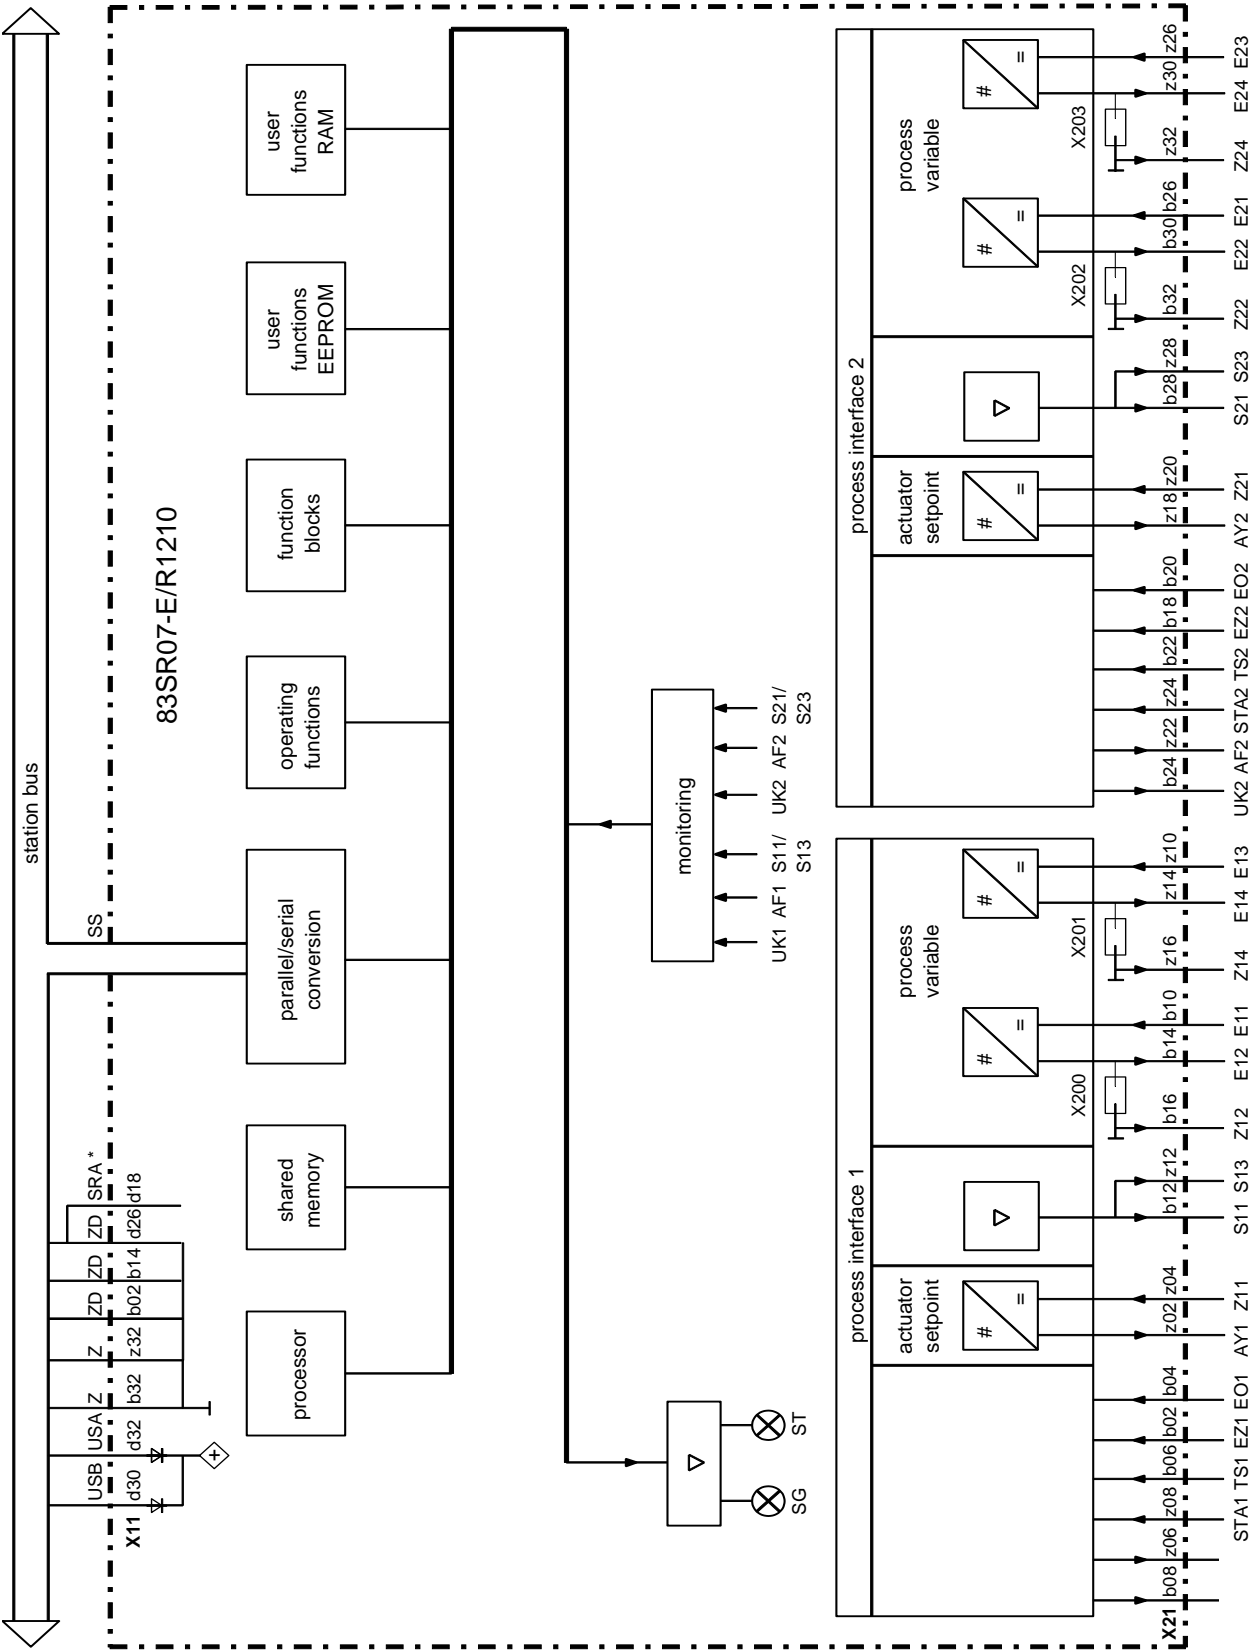 station bus
USB
USA
Z
Z
ZD
ZD
ZD
SRA *
SS
X11
d30
d32
b32
z32
b02
b14
d26
d18
83SR07-E/R1210
processor
shared
memory
parallel/serial
conversion
operating
functions
function
blocks
user
functions
EEPROM
user
functions
RAM
SG
ST
monitoring
UK1
AF1
S11/
S13
UK2
AF2
S21/
S23
process interface 1
actuator
setpoint
#
=
process
variable
#
=
#
=
X200
X201
X21
b08
z06
z08
b06
b02
b04
z02
z04
b12
z12
b16
b14
b10
z16
z14
z10
STA1
TS1
EZ1
EO1
AY1
Z11
S11
S13
Z12
E12
E11
Z14
E14
E13
process interface 2
actuator
setpoint
#
=
process
variable
#
=
#
=
X202
X203
b24
z22
z24
b22
b18
b20
z18
z20
b28
z28
b32
b30
b26
z32
z30
z26
UK2
AF2
STA2
TS2
EZ2
EO2
AY2
Z21
S21
S23
Z22
E22
E21
Z24
E24
E23